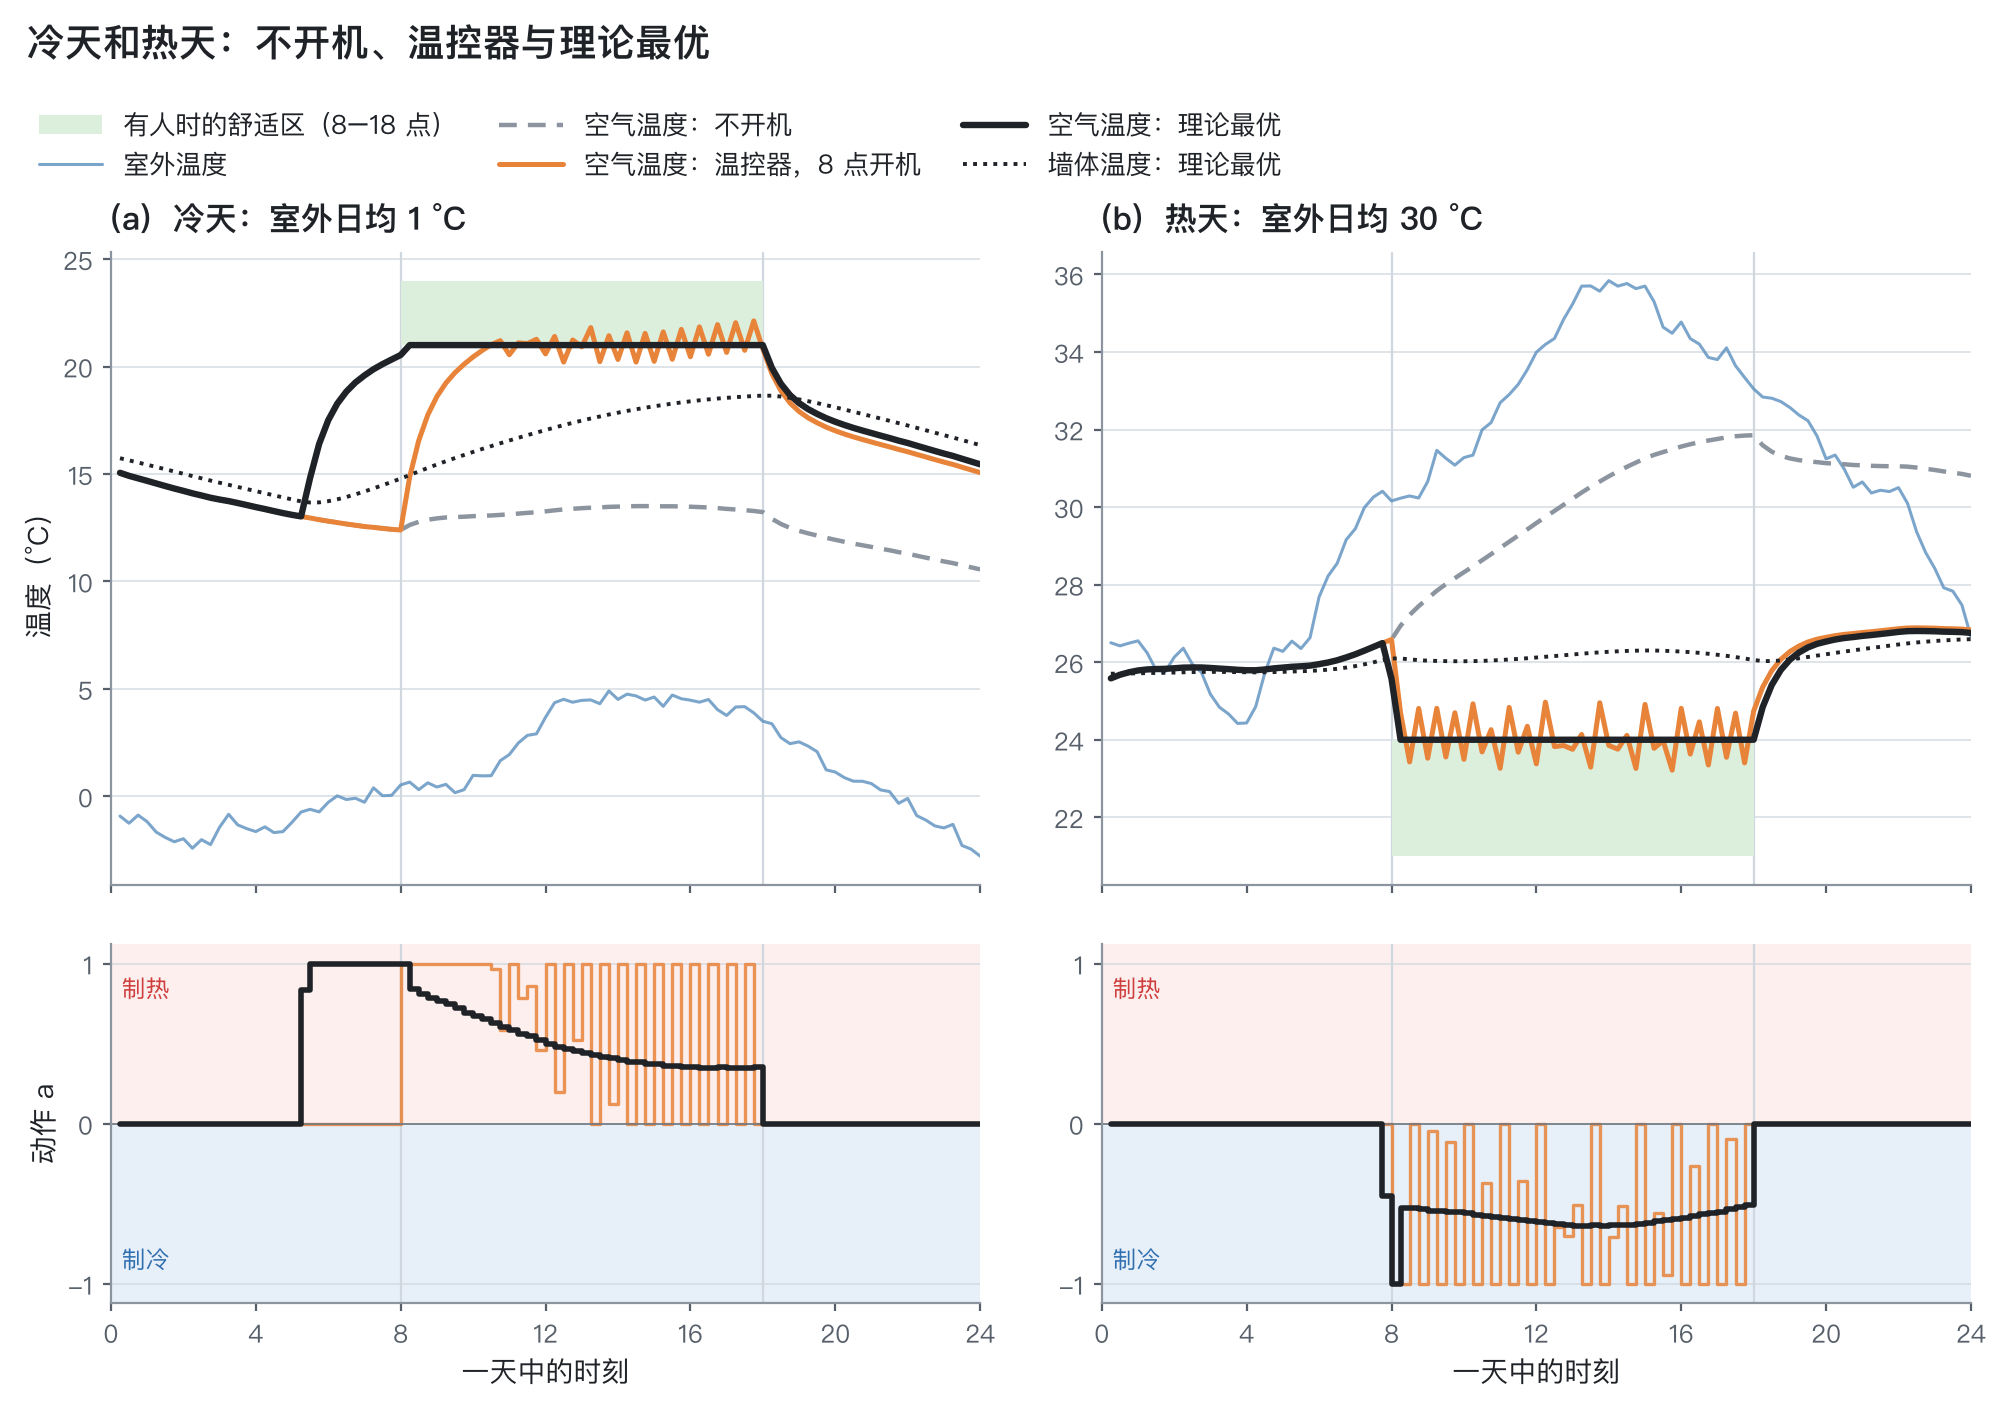 冷天和热天：不开机、温控器与理论最优
有人时的舒适区（8–18 点）
空气温度：不开机
空气温度：理论最优
室外温度
空气温度：温控器，8 点开机
墙体温度：理论最优
(a) 冷天：室外日均 1 °C
(b) 热天：室外日均 30 °C
25
20
15
10
5
0
温度 (°C)
36
34
32
30
28
26
24
22
制热
制冷
1
0
−1
动作 a
0 4 8 12 16 20 24
一天中的时刻
制热
制冷
1
0
−1
0 4 8 12 16 20 24
一天中的时刻